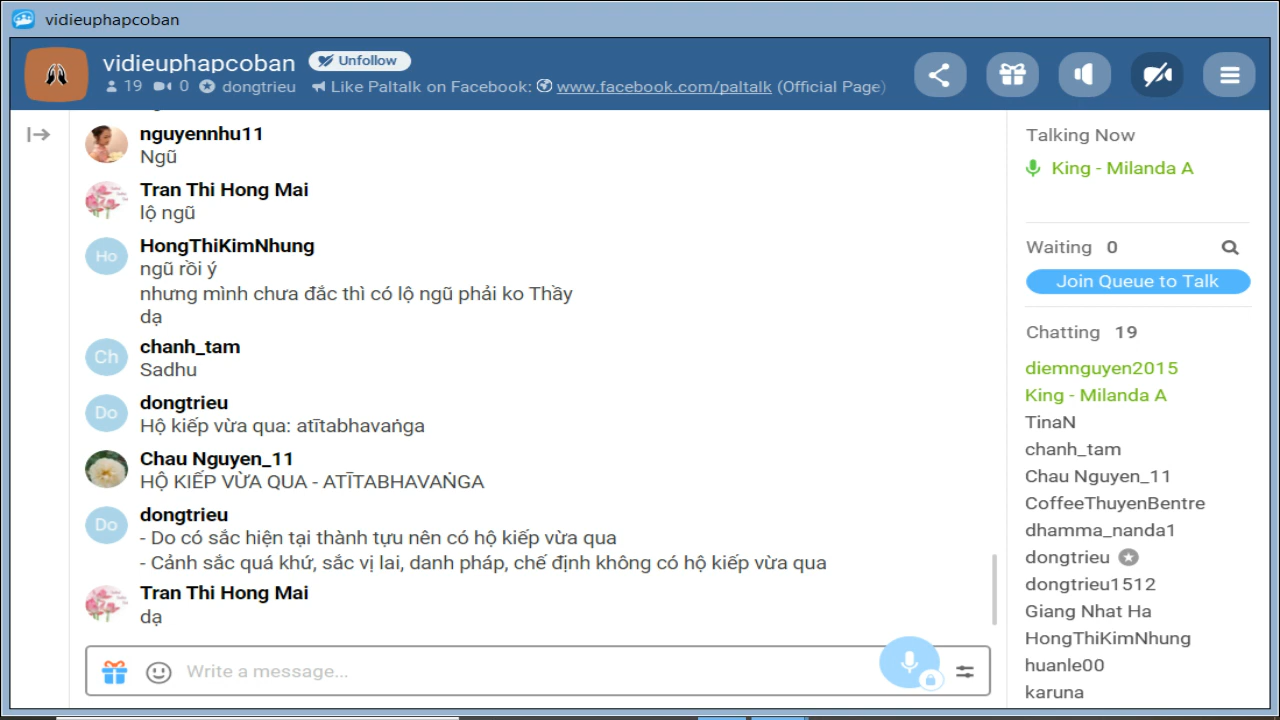 vidieuphapcoban
vidieuphapcoban Unfollow
19 0 dongtrieu Like Paltalk on Facebook: www.facebook.com/paltalk (Official Page)
nguyennhu11
Ngũ
Tran Thi Hong Mai
lộ ngũ
Ho
HongThiKimNhung
ngũ rồi ý
nhưng mình chưa đắc thì có lộ ngũ phải ko Thầy
dạ
Ch
chanh_tam
Sadhu
Do
dongtrieu
Hộ kiếp vừa qua: atītabhavaṅga
Chau Nguyen_11
HỘ KIẾP VỪA QUA - ATĪTABHAVAṄGA
Do
dongtrieu
- Do có sắc hiện tại thành tựu nên có hộ kiếp vừa qua
- Cảnh sắc quá khứ, sắc vị lai, danh pháp, chế định không có hộ kiếp vừa qua
Tran Thi Hong Mai
dạ
Write a message...
Talking Now
King - Milanda A
Waiting 0
Join Queue to Talk
Chatting 19
diemnguyen2015
King - Milanda A
TinaN
chanh_tam
Chau Nguyen_11
CoffeeThuyenBentre
dhamma_nanda1
dongtrieu
dongtrieu1512
Giang Nhat Ha
HongThiKimNhung
huanle00
karuna